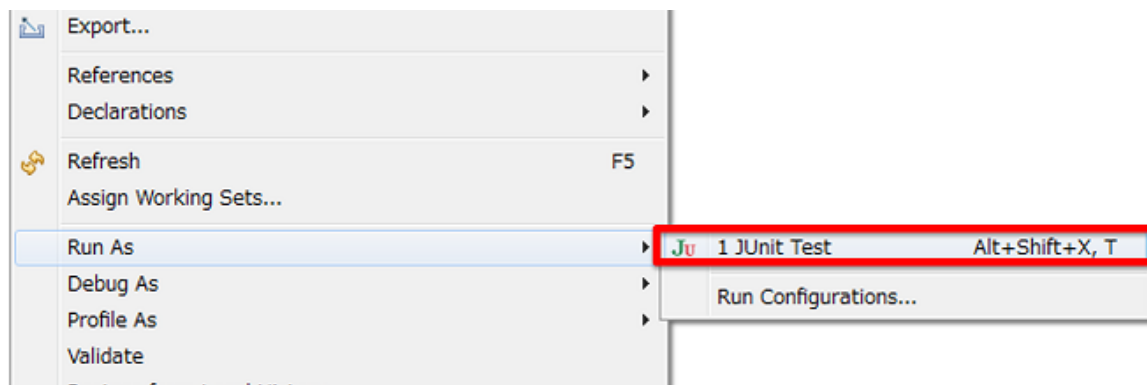 Export...
References
Declarations
Refresh F5
Assign Working Sets...
Run As
JU 1 JUnit Test Alt+Shift+X, T
Debug As
Run Configurations...
Profile As
Validate